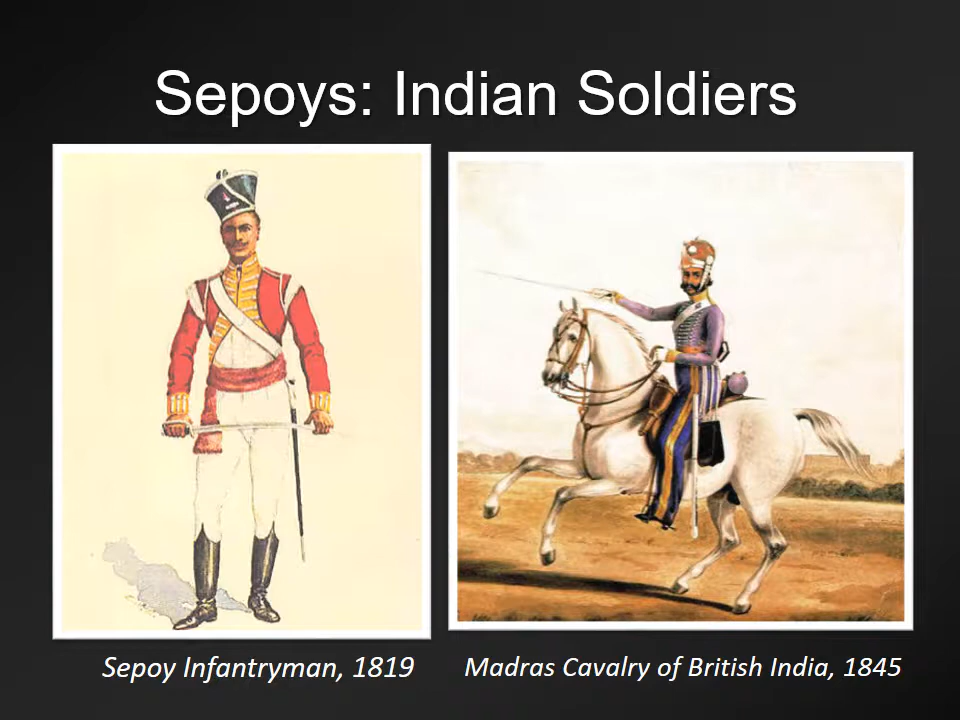 Sepoys: Indian Soldiers
Sepoy Infantryman, 1819
Madras Cavalry of British India, 1845